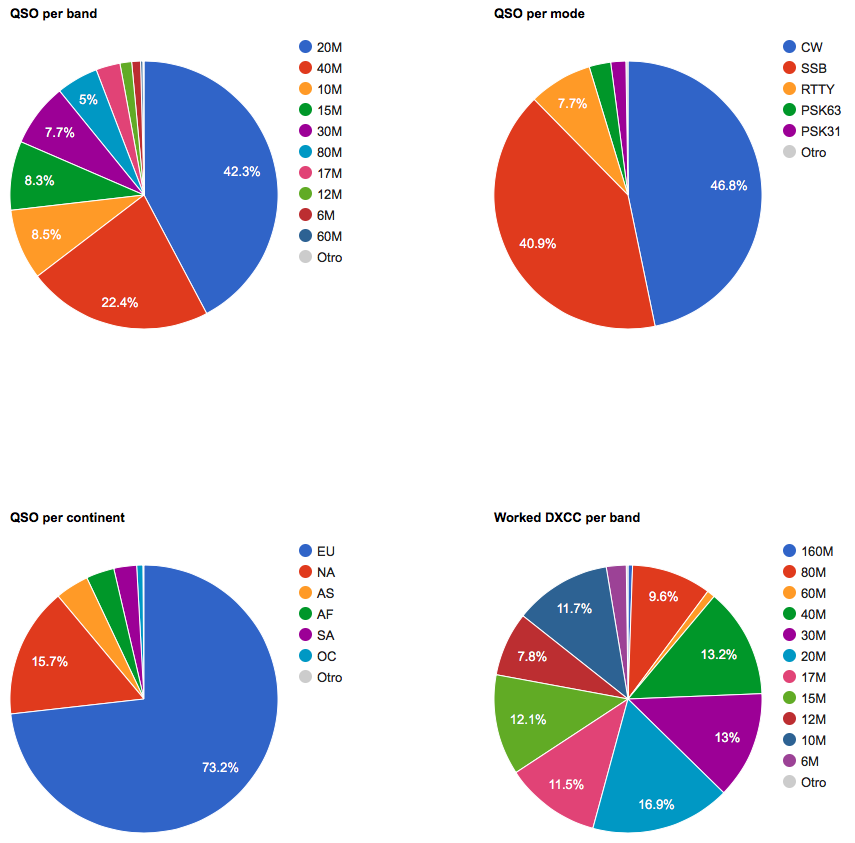 QSO per band
20M
40M
10M
15M
30M
80M
17M
12M
6M
60M
Otro
42.3%
22.4%
8.5%
8.3%
7.7%
5%
QSO per mode
CW
SSB
RTTY
PSK63
PSK31
Otro
46.8%
40.9%
7.7%
QSO per continent
EU
NA
AS
AF
SA
OC
Otro
73.2%
15.7%
Worked DXCC per band
160M
80M
60M
40M
30M
20M
17M
15M
12M
10M
6M
Otro
9.6%
13.2%
13%
16.9%
11.5%
12.1%
7.8%
11.7%